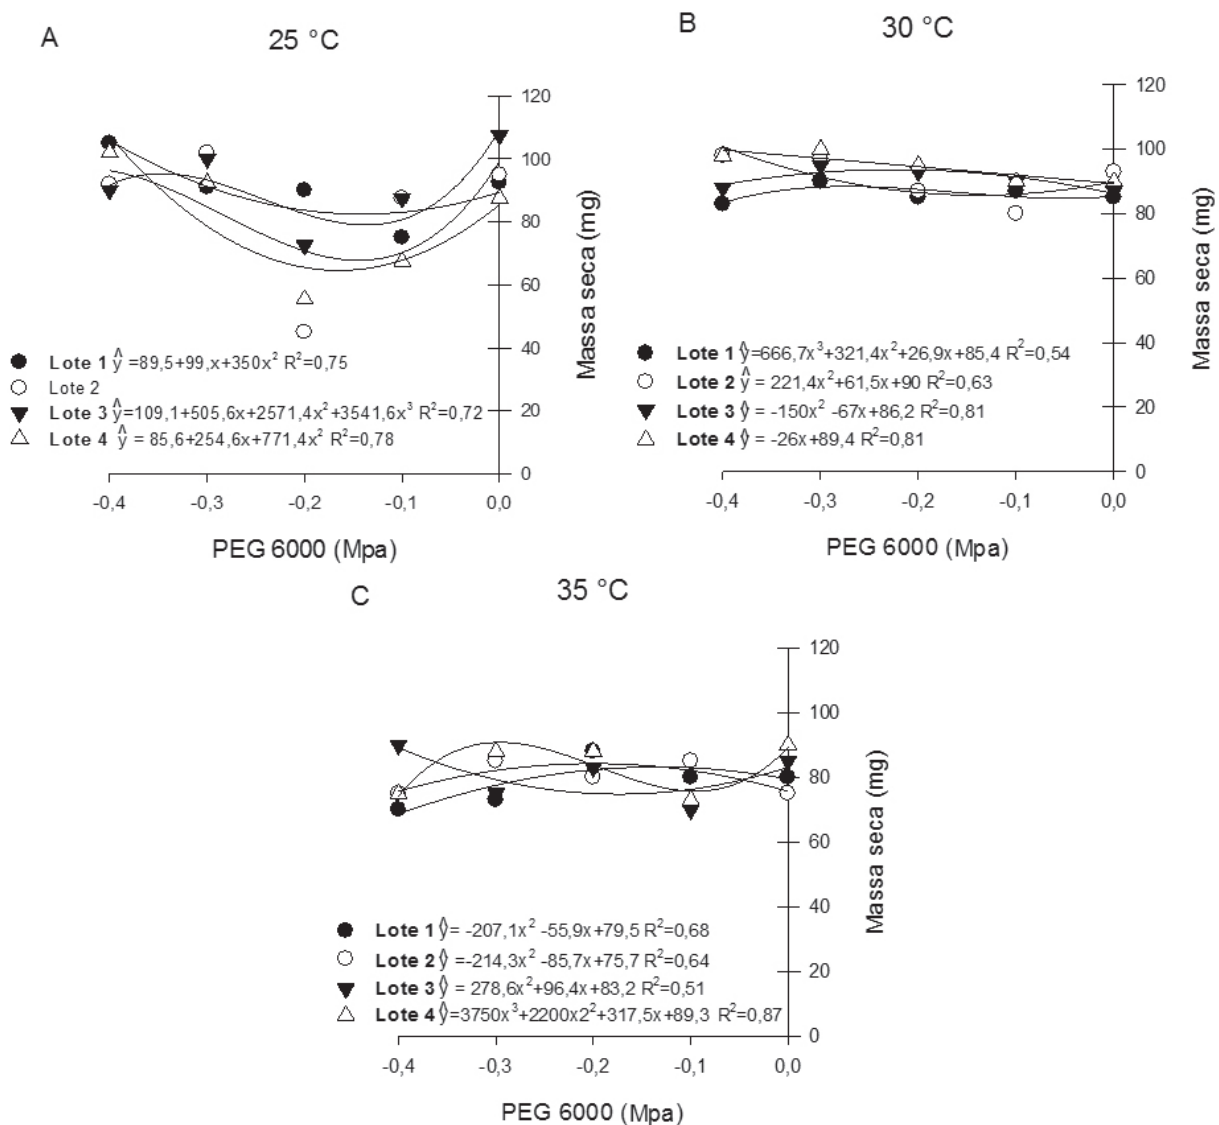 A
25 °C
120
100
80
60
40
20
0
Massa seca (mg)
Lote 1 ŷ =89,5+99,x+350x² R²=0,75
Lote 2
Lote 3 ŷ=109,1+505,6x+2571,4x²+3541,6x³ R²=0,72
Lote 4 ŷ = 85,6+254,6x+771,4x² R²=0,78
-0,4 -0,3 -0,2 -0,1 0,0
PEG 6000 (Mpa)
B
30 °C
120
100
80
60
40
20
0
Massa seca (mg)
Lote 1 ŷ=666,7x³+321,4x²+26,9x+85,4 R²=0,54
Lote 2 ŷ = 221,4x²+61,5x+90 R²=0,63
Lote 3 ŷ = -150x² -67x+86,2 R²=0,81
Lote 4 ŷ = -26x+89,4 R²=0,81
-0,4 -0,3 -0,2 -0,1 0,0
PEG 6000 (Mpa)
C
35 °C
120
100
80
60
40
20
0
Massa seca (mg)
Lote 1 ŷ= -207,1x² -55,9x+79,5 R²=0,68
Lote 2 ŷ=-214,3x² -85,7x+75,7 R²=0,64
Lote 3 ŷ = 278,6x²+96,4x+83,2 R²=0,51
Lote 4 ŷ=3750x³+2200x2²+317,5x+89,3 R²=0,87
-0,4 -0,3 -0,2 -0,1 0,0
PEG 6000 (Mpa)